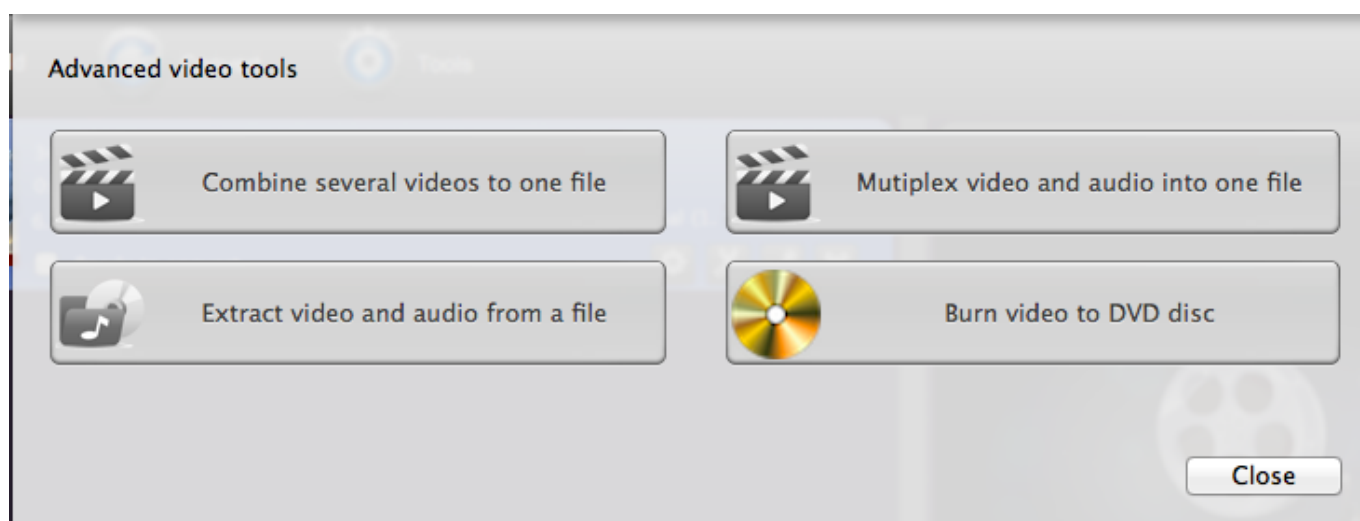 Tools
Advanced video tools
Combine several videos to one file
Mutiplex video and audio into one file
Extract video and audio from a file
Burn video to DVD disc
Close